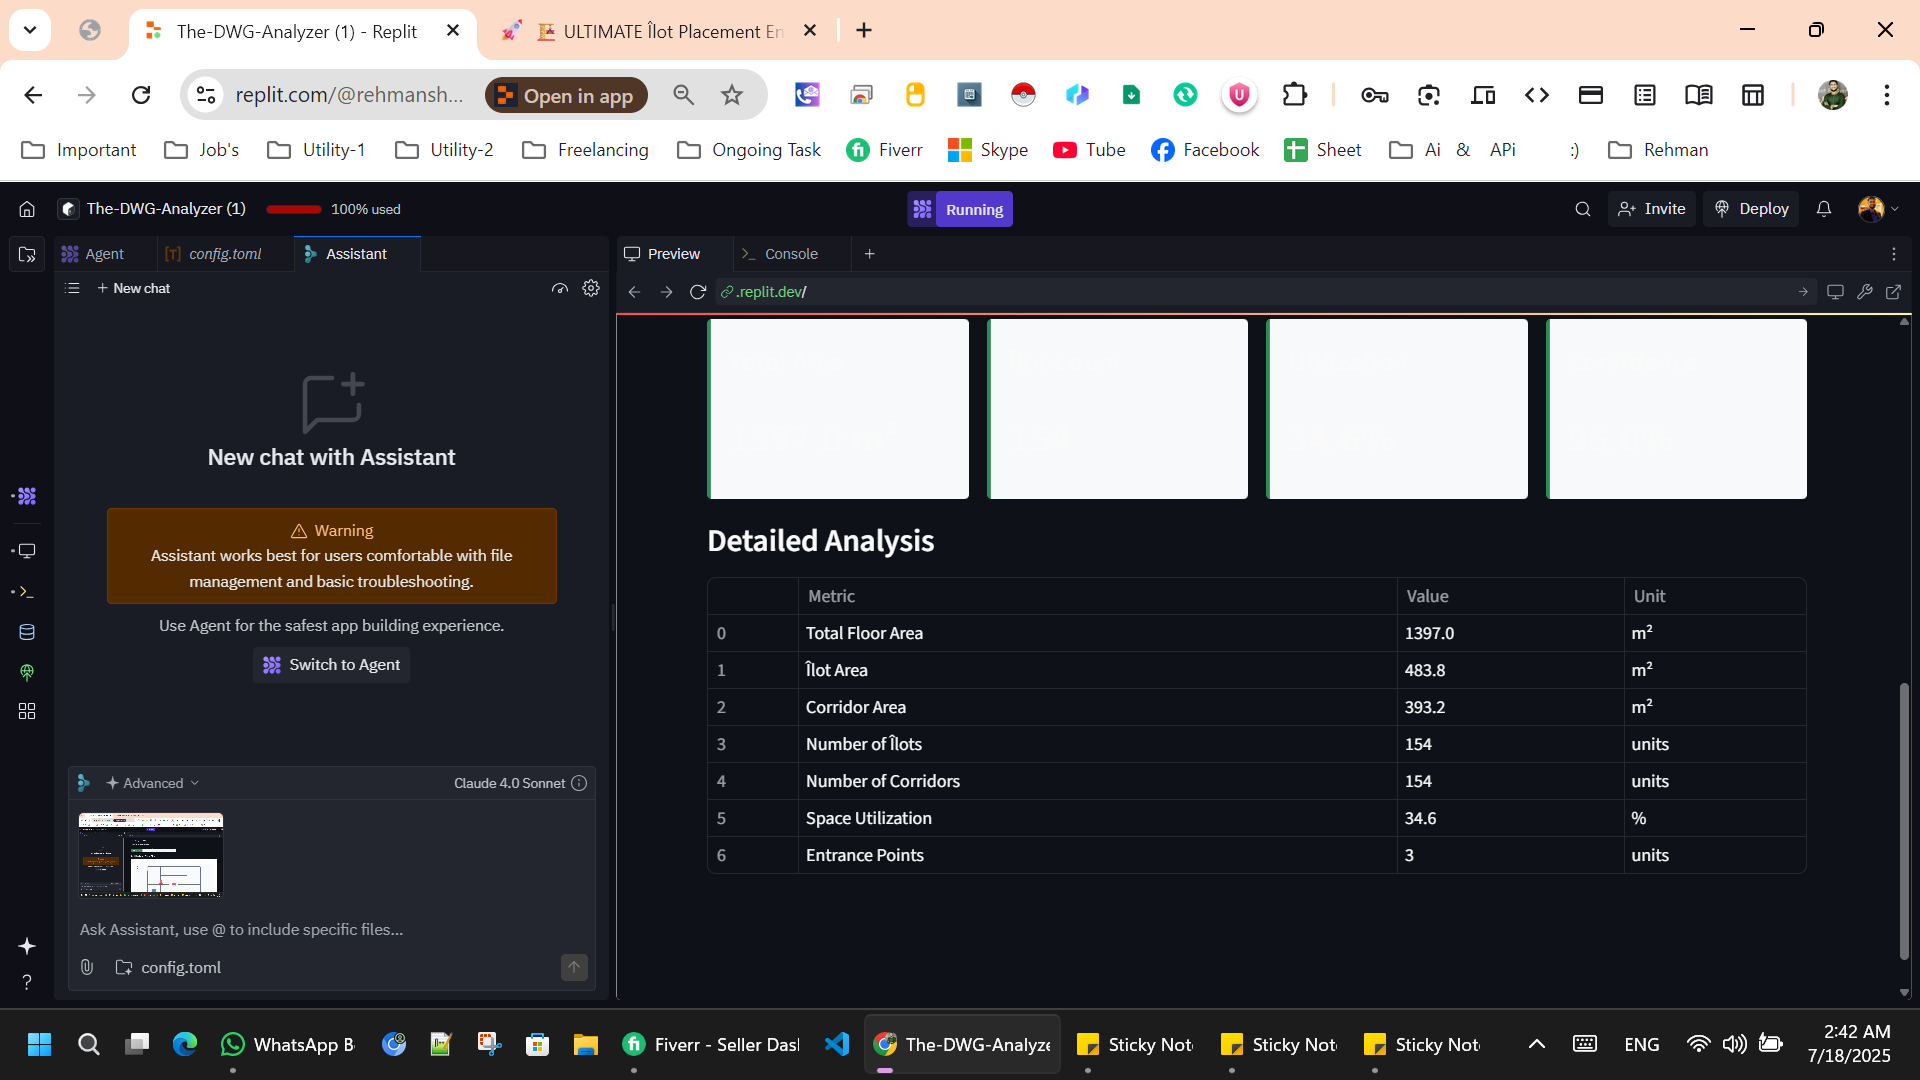 The-DWG-Analyzer (1) - Replit
ULTIMATE Îlot Placement En
replit.com/@rehmansh...
Open in app
Important
Job's
Utility-1
Utility-2
Freelancing
Ongoing Task
Fiverr
Skype
Tube
Facebook
Sheet
Ai & APi
:)
Rehman
The-DWG-Analyzer (1)
100% used
Running
Invite
Deploy
Agent
config.toml
Assistant
Preview
Console
New chat
.replit.dev/
New chat with Assistant
Warning
Assistant works best for users comfortable with file
management and basic troubleshooting.
Use Agent for the safest app building experience.
Switch to Agent
Advanced
Claude 4.0 Sonnet
Ask Assistant, use @ to include specific files...
config.toml
Detailed Analysis
Metric Value Unit
0 Total Floor Area 1397.0 m²
1 Îlot Area 483.8 m²
2 Corridor Area 393.2 m²
3 Number of Îlots 154 units
4 Number of Corridors 154 units
5 Space Utilization 34.6 %
6 Entrance Points 3 units
WhatsApp B
Fiverr - Seller Das
The-DWG-Analyze
Sticky Not
Sticky Not
Sticky Not
ENG
2:42 AM
7/18/2025